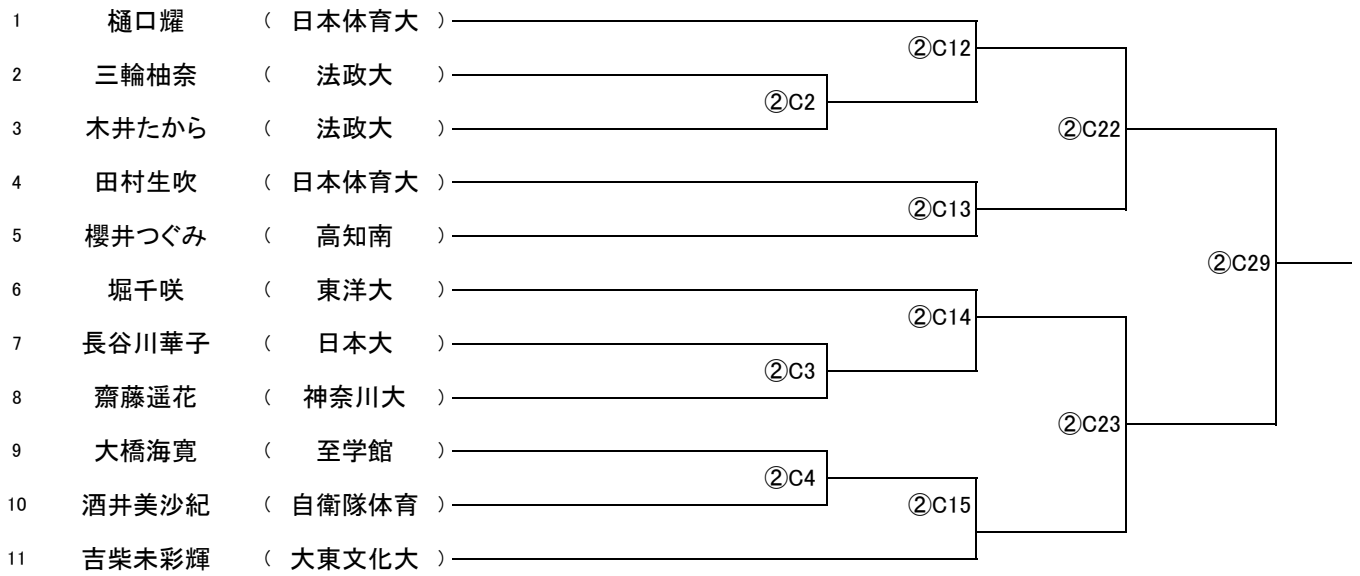 1 樋口耀 ( 日本体育大 )
②C12
2 三輪柚奈 ( 法政大 )
②C2
3 木井たから ( 法政大 )
②C22
4 田村生吹 ( 日本体育大 )
②C13
5 櫻井つぐみ ( 高知南 )
②C29
6 堀千咲 ( 東洋大 )
②C14
7 長谷川華子 ( 日本大 )
②C3
8 齋藤遥花 ( 神奈川大 )
②C23
9 大橋海寛 ( 至学館 )
②C4
10 酒井美沙紀 ( 自衛隊体育 )
②C15
11 吉柴未彩輝 ( 大東文化大 )